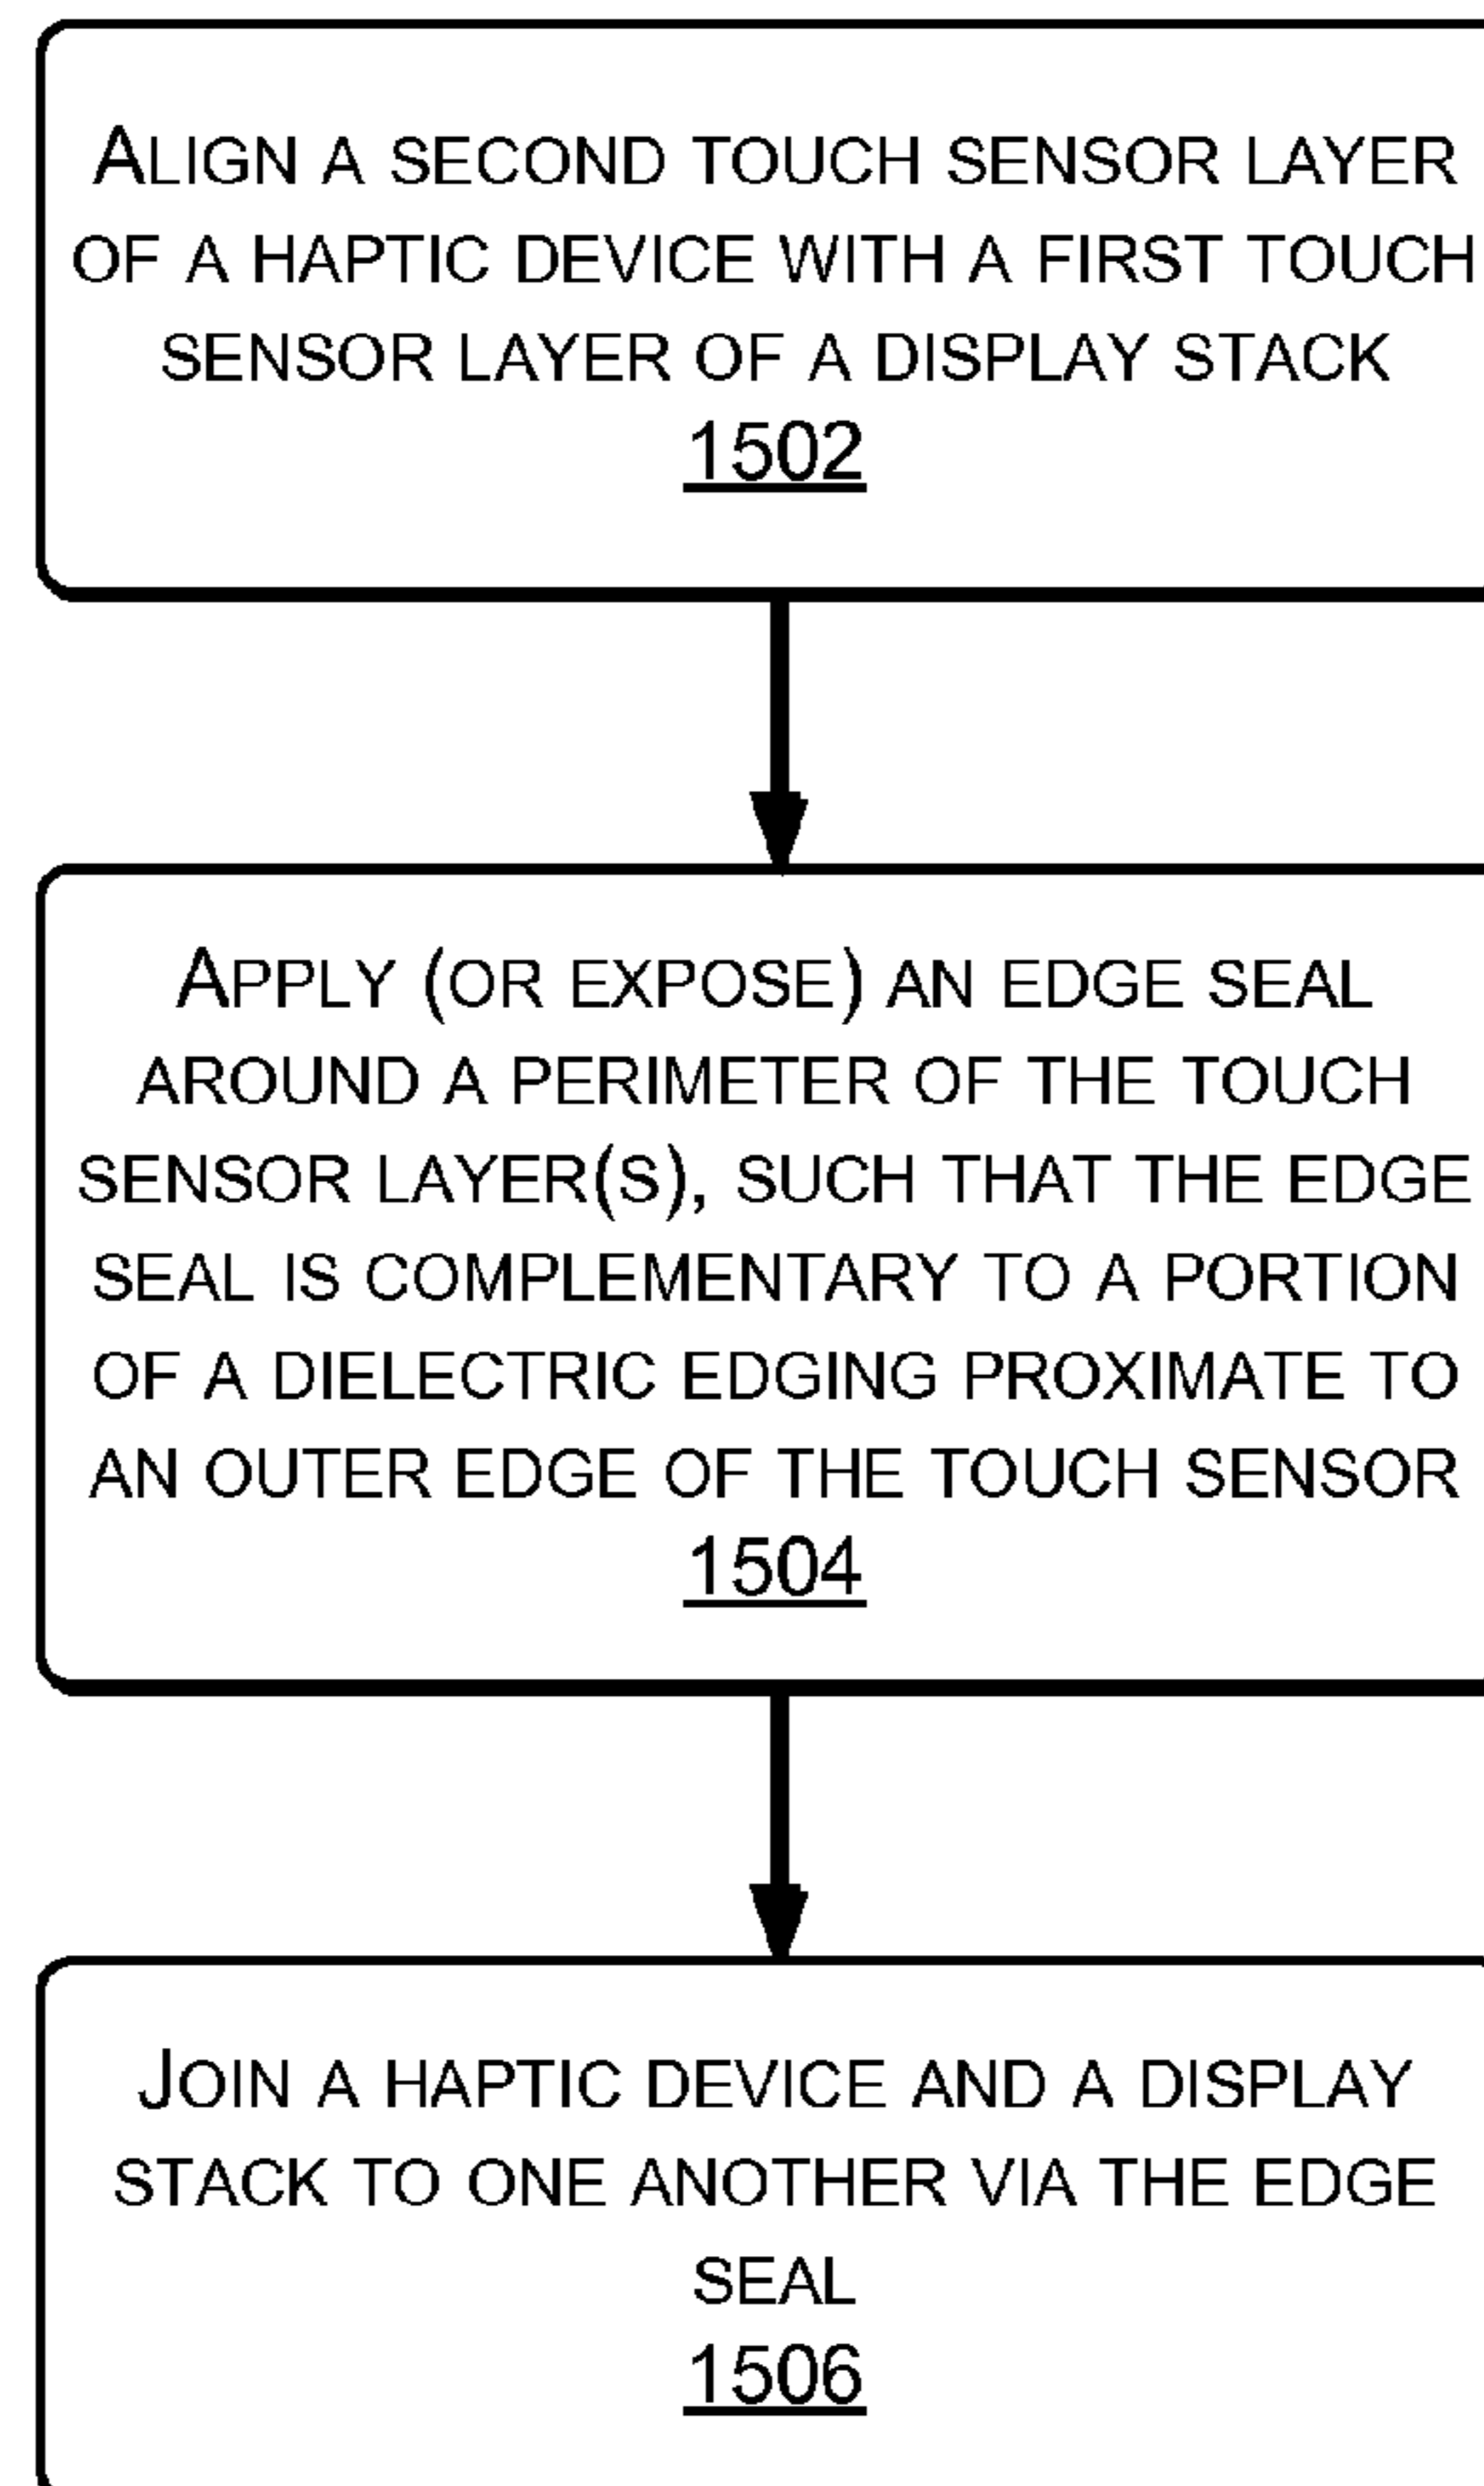 ALIGN A SECOND TOUCH SENSOR LAYER
OF A HAPTIC DEVICE WITH A FIRST TOUCH
SENSOR LAYER OF A DISPLAY STACK
1502
APPLY (OR EXPOSE) AN EDGE SEAL
AROUND A PERIMETER OF THE TOUCH
SENSOR LAYER(S), SUCH THAT THE EDGE
SEAL IS COMPLEMENTARY TO A PORTION
OF A DIELECTRIC EDGING PROXIMATE TO
AN OUTER EDGE OF THE TOUCH SENSOR
1504
JOIN A HAPTIC DEVICE AND A DISPLAY
STACK TO ONE ANOTHER VIA THE EDGE
SEAL
1506